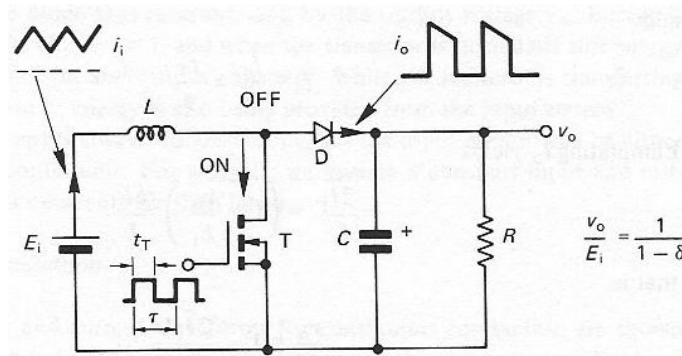 i_i
i_o
L
OFF
D
v_o
ON
E_i
t_T
T
C
+
R
v_o/E_i = 1/(1 − δ)
τ